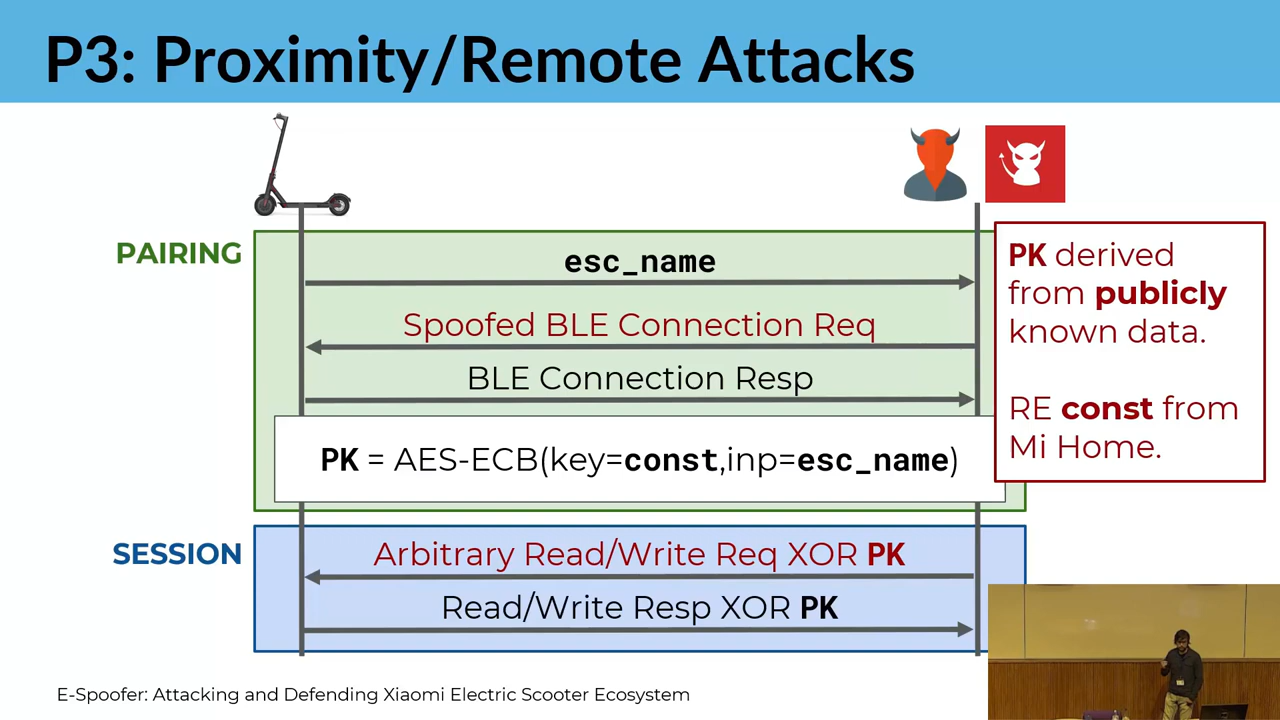 P3: Proximity/Remote Attacks
PAIRING
esc_name
Spoofed BLE Connection Req
BLE Connection Resp
PK = AES-ECB(key=const,inp=esc_name)
PK derived
from publicly
known data.
RE const from
Mi Home.
SESSION
Arbitrary Read/Write Req XOR PK
Read/Write Resp XOR PK
E-Spoofer: Attacking and Defending Xiaomi Electric Scooter Ecosystem